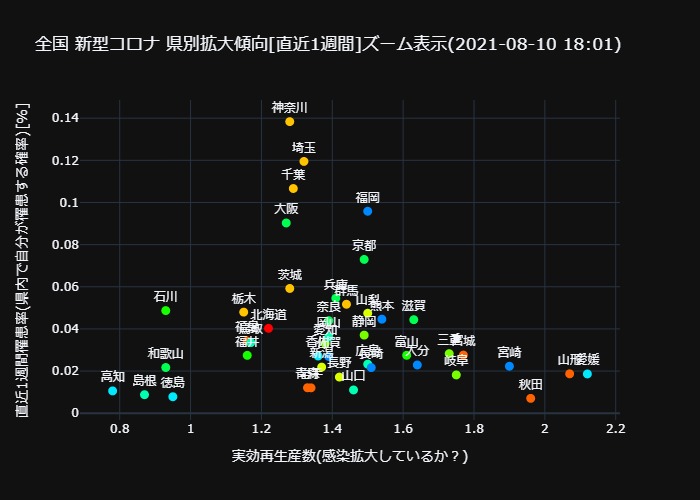 全国 新型コロナ 県別拡大傾向[直近1週間]ズーム表示(2021-08-10 18:01)
直近1週間罹患率(県内で自分が罹患する確率)[%]
0.14
0.12
0.1
0.08
0.06
0.04
0.02
0
神奈川
埼玉
千葉
福岡
大阪
京都
茨城
兵庫
群馬
石川
栃木
山梨
奈良
熊本
滋賀
北海道
静岡
岡山
愛知
福井
富山
三重
宮城
広島
長崎
大分
和歌山
長野
岐阜
宮崎
山形
愛媛
高知
島根
徳島
山口
秋田
0.8
1
1.2
1.4
1.6
1.8
2
2.2
実効再生産数(感染拡大しているか？)